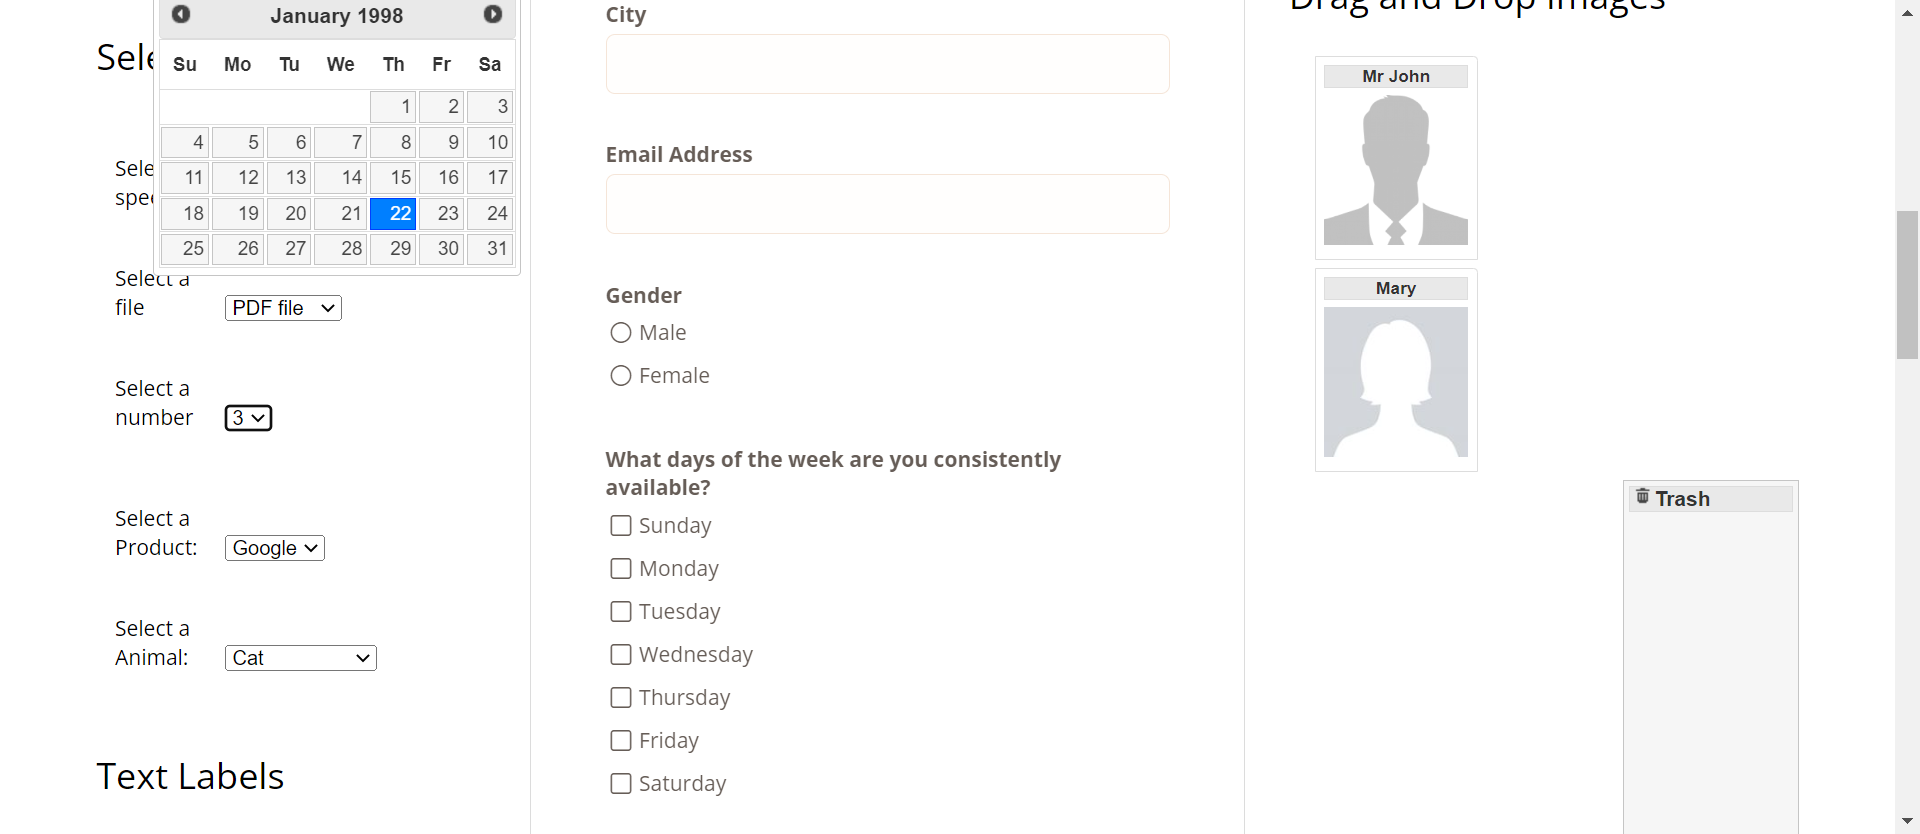 January 1998
Su Mo Tu We Th Fr Sa
1 2 3
4 5 6 7 8 9 10
11 12 13 14 15 16 17
18 19 20 21 22 23 24
25 26 27 28 29 30 31
Select a
file
PDF file
Select a
number
3
Select a
Product:
Google
Select a
Animal:
Cat
Text Labels
City
Email Address
Gender
Male
Female
What days of the week are you consistently
available?
Sunday
Monday
Tuesday
Wednesday
Thursday
Friday
Saturday
Drag and Drop Images
Mr John
Mary
Trash